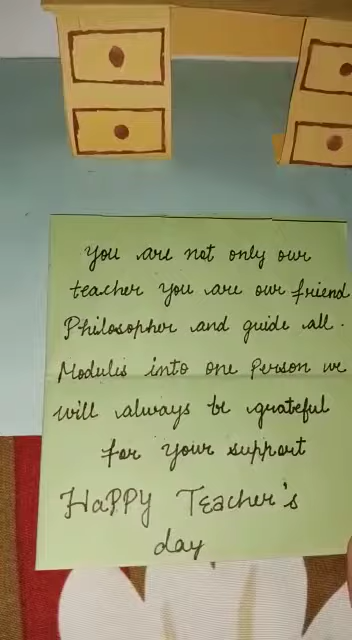 you are not only our
teacher you are our friend
Philosopher and guide all.
Modules into one Person we
will always be grateful
for your support
HaPPY Teacher's
day